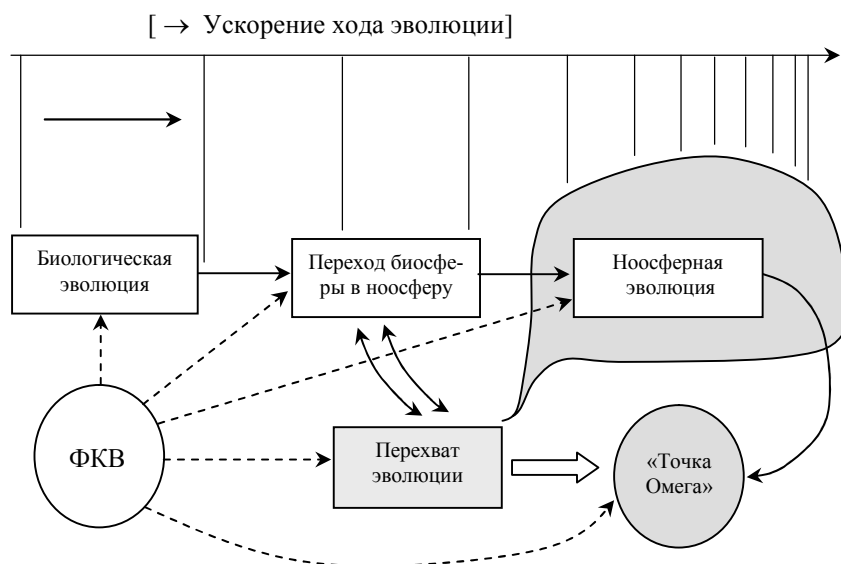 [ → Ускорение хода эволюции]
Биологическая
эволюция
Переход биосфе-
ры в ноосферу
Ноосферная
эволюция
ФКВ
Перехват
эволюции
«Точка
Омега»